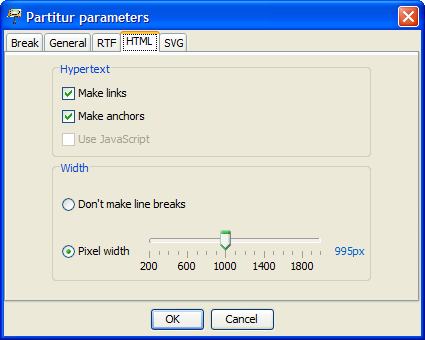 Partitur parameters
Break General RTF HTML SVG
Hypertext
Make links
Make anchors
Use JavaScript
Width
Don't make line breaks
Pixel width 995px
200 600 1000 1400 1800
OK Cancel